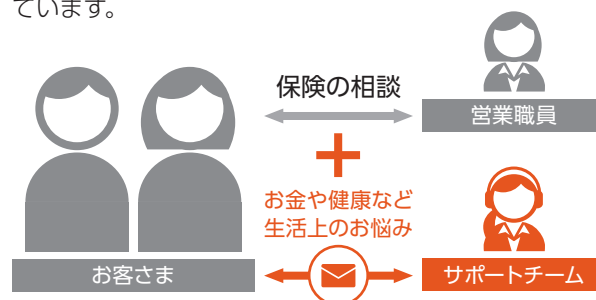 ています。
保険の相談
営業職員
お金や健康など
生活上のお悩み
お客さま
サポートチーム